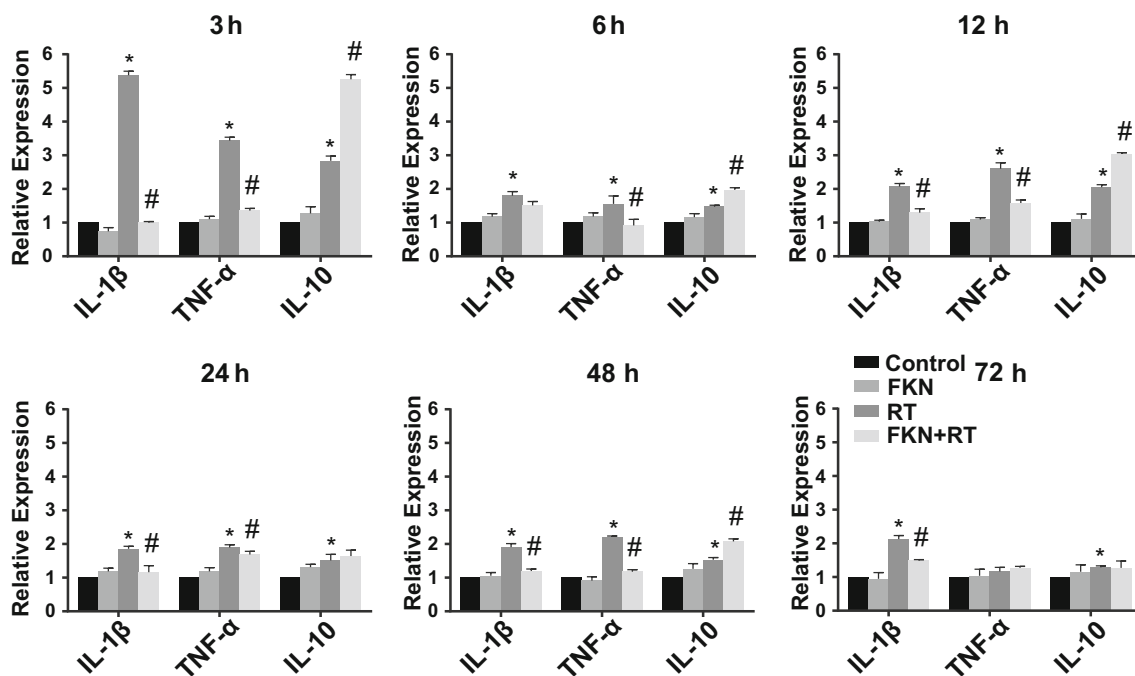 3 h
Relative Expression
6
5
4
3
2
1
0
*
#
*
#
*
#
IL-1β
TNF-α
IL-10
6 h
Relative Expression
6
5
4
3
2
1
0
*
*
#
*
#
IL-1β
TNF-α
IL-10
12 h
Relative Expression
6
5
4
3
2
1
0
*
#
*
#
*
#
IL-1β
TNF-α
IL-10
24 h
Relative Expression
6
5
4
3
2
1
0
*
#
*
#
*
IL-1β
TNF-α
IL-10
48 h
Relative Expression
6
5
4
3
2
1
0
*
#
*
#
*
#
IL-1β
TNF-α
IL-10
72 h
Control
FKN
RT
FKN+RT
Relative Expression
6
5
4
3
2
1
0
*
#
*
IL-1β
TNF-α
IL-10